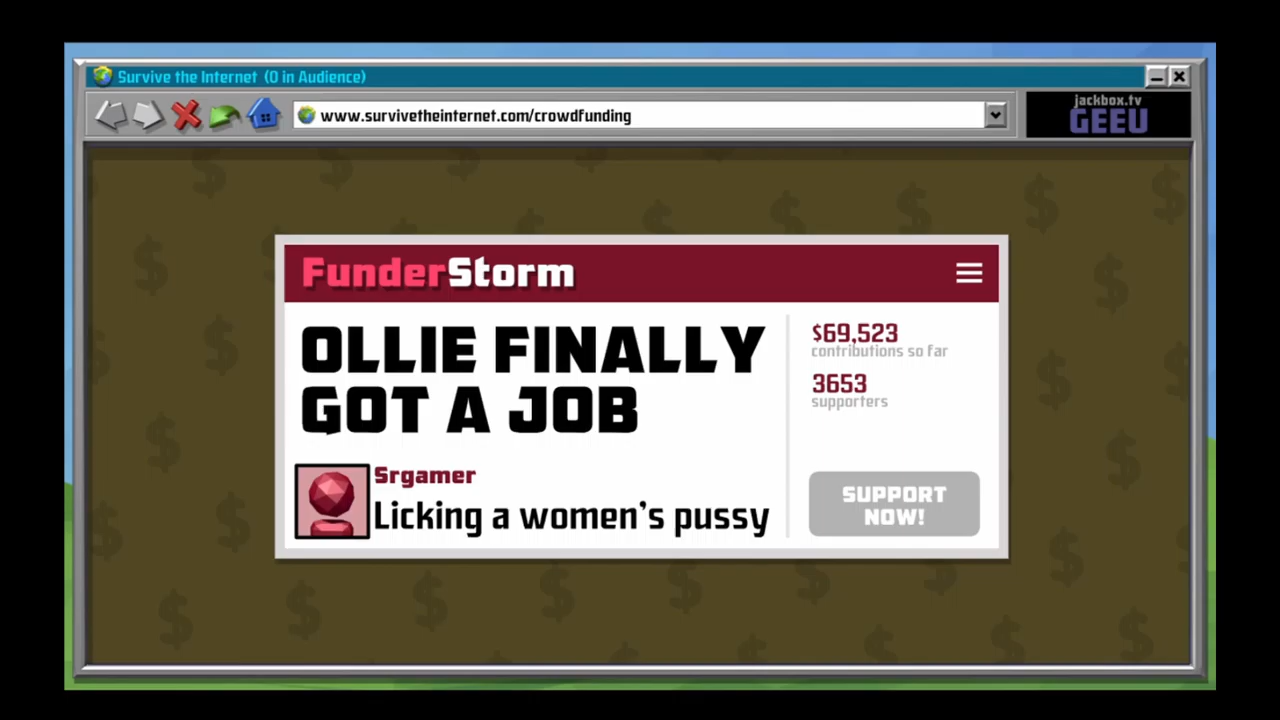 Survive the Internet (0 in Audience)
www.survivetheinternet.com/crowdfunding
jackbox.tv
GEEU
FunderStorm
OLLIE FINALLY
GOT A JOB
Srgamer
Licking a women's pussy
$69,523
contributions so far
3653
supporters
SUPPORT
NOW!